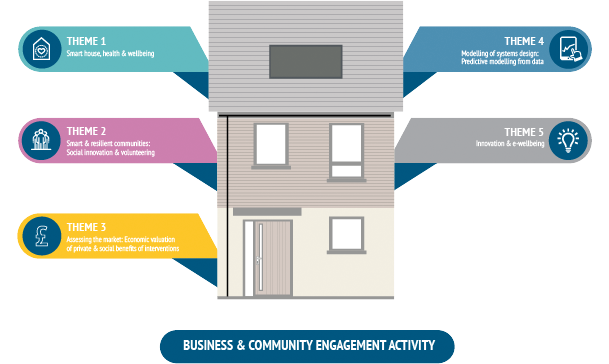 THEME 1
Smart house, health & wellbeing
THEME 2
Smart & resilient communities:
Social innovation & volunteering
THEME 3
Assessing the market: Economic valuation
of private & social benefits of interventions
THEME 4
Modelling of systems design:
Predictive modelling from data
THEME 5
Innovation & e-wellbeing
£
BUSINESS & COMMUNITY ENGAGEMENT ACTIVITY